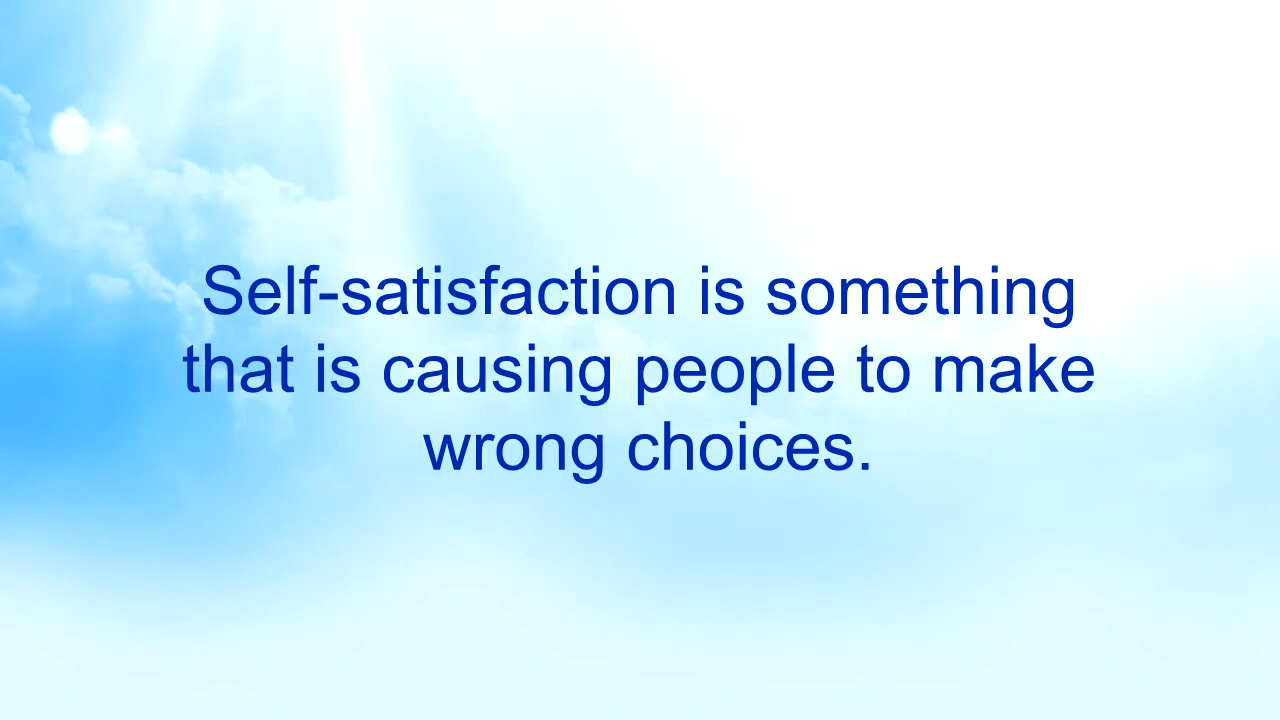 Self-satisfaction is something
that is causing people to make
wrong choices.